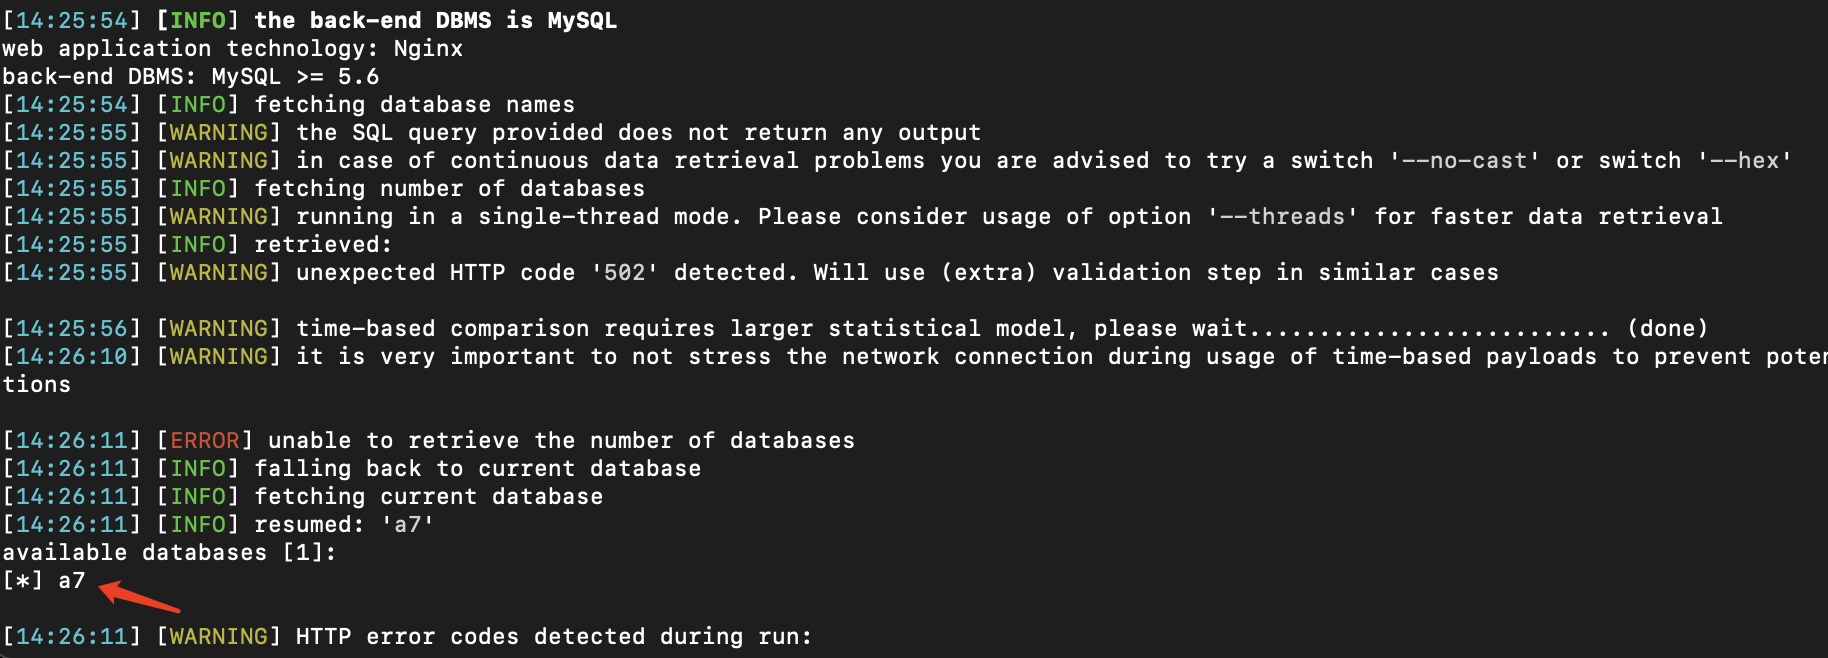 [14:25:54] [INFO] the back-end DBMS is MySQL
web application technology: Nginx
back-end DBMS: MySQL >= 5.6
[14:25:54] [INFO] fetching database names
[14:25:55] [WARNING] the SQL query provided does not return any output
[14:25:55] [WARNING] in case of continuous data retrieval problems you are advised to try a switch '--no-cast' or switch '--hex'
[14:25:55] [INFO] fetching number of databases
[14:25:55] [WARNING] running in a single-thread mode. Please consider usage of option '--threads' for faster data retrieval
[14:25:55] [INFO] retrieved:
[14:25:55] [WARNING] unexpected HTTP code '502' detected. Will use (extra) validation step in similar cases
[14:25:56] [WARNING] time-based comparison requires larger statistical model, please wait.......................... (done)
[14:26:10] [WARNING] it is very important to not stress the network connection during usage of time-based payloads to prevent poten
tions
[14:26:11] [ERROR] unable to retrieve the number of databases
[14:26:11] [INFO] falling back to current database
[14:26:11] [INFO] fetching current database
[14:26:11] [INFO] resumed: 'a7'
available databases [1]:
[*] a7
[14:26:11] [WARNING] HTTP error codes detected during run: